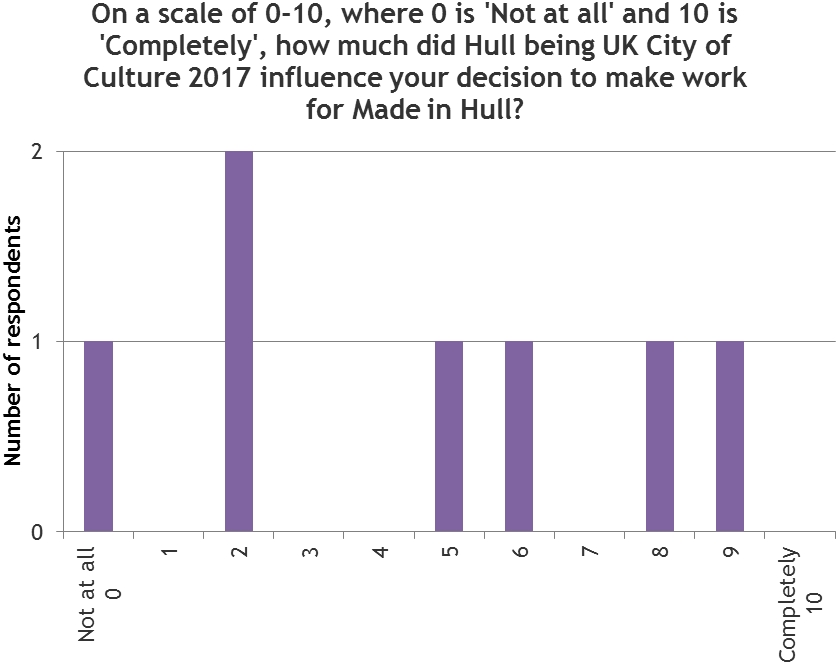 On a scale of 0-10, where 0 is 'Not at all' and 10 is
'Completely', how much did Hull being UK City of
Culture 2017 influence your decision to make work
for Made in Hull?
Number of respondents
2
1
0
Not at all
0
1
2
3
4
5
6
7
8
9
Completely
10